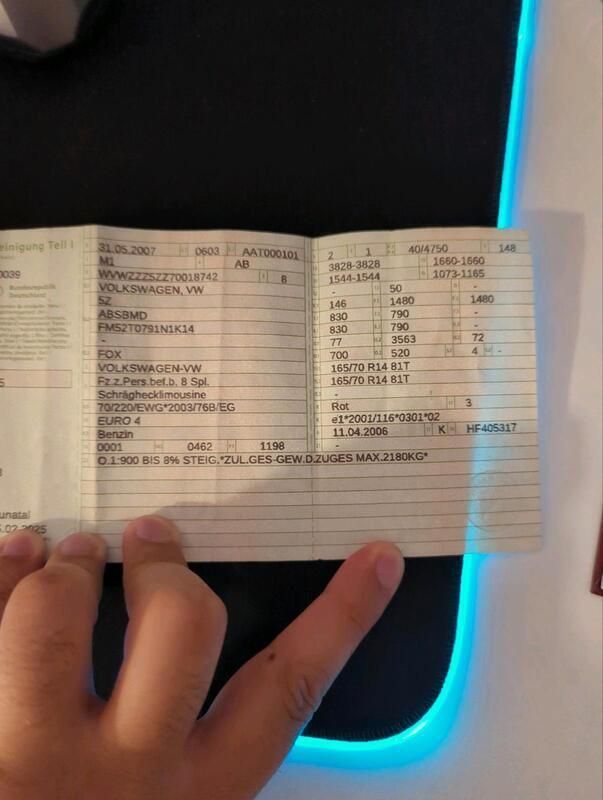 einigung Teil I
0039
Bundesrepublik
Deutschland
5
unatal
.02.2025
31.05.2007 0603 AAT000101
M1 AB
WVWZZZ5ZZ70018742 8
VOLKSWAGEN, VW
5Z
ABSBMD
FM52T0791N1K14
-
FOX
VOLKSWAGEN-VW
Fz.z.Pers.bef.b. 8 Spl.
Schräghecklimousine
70/220/EWG*2003/76B/EG
EURO 4
Benzin
0001 0462 1198
O.1:900 BIS 8% STEIG.*ZUL.GES-GEW.D.ZUGES MAX.2180KG*
2 1 40/4750 148
3828-3828 1660-1660
1544-1544 1073-1165
- 50 -
146 1480 1480
830 790 -
830 790 -
77 3563 72
700 520 4 -
165/70 R14 81T
165/70 R14 81T
-
Rot 3
e1*2001/116*0301*02
11.04.2006 K HF405317
-